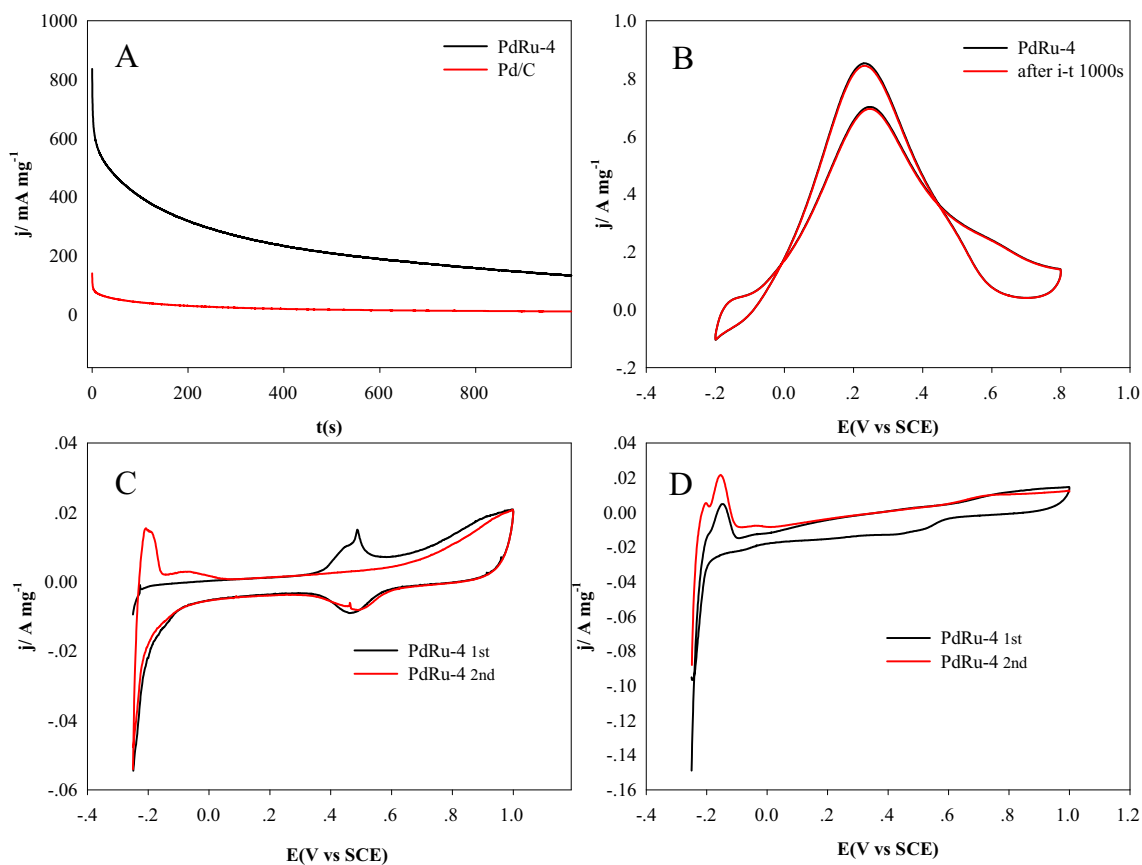 A
PdRu-4
Pd/C
1000
800
600
400
200
0
j/ mA mg-1
0 200 400 600 800
t(s)
B
PdRu-4
after i-t 1000s
1.0
.8
.6
.4
.2
0.0
-.2
j/ A mg-1
-.4 -.2 0.0 .2 .4 .6 .8 1.0
E(V vs SCE)
C
PdRu-4 1st
PdRu-4 2nd
.04
.02
0.00
-.02
-.04
-.06
j/ A mg-1
-.4 -.2 0.0 .2 .4 .6 .8 1.0
E(V vs SCE)
D
PdRu-4 1st
PdRu-4 2nd
.04
.02
0.00
-.02
-.04
-.06
-.08
-.10
-.12
-.14
-.16
j/ A mg-1
-.4 -.2 0.0 .2 .4 .6 .8 1.0 1.2
E(V vs SCE)